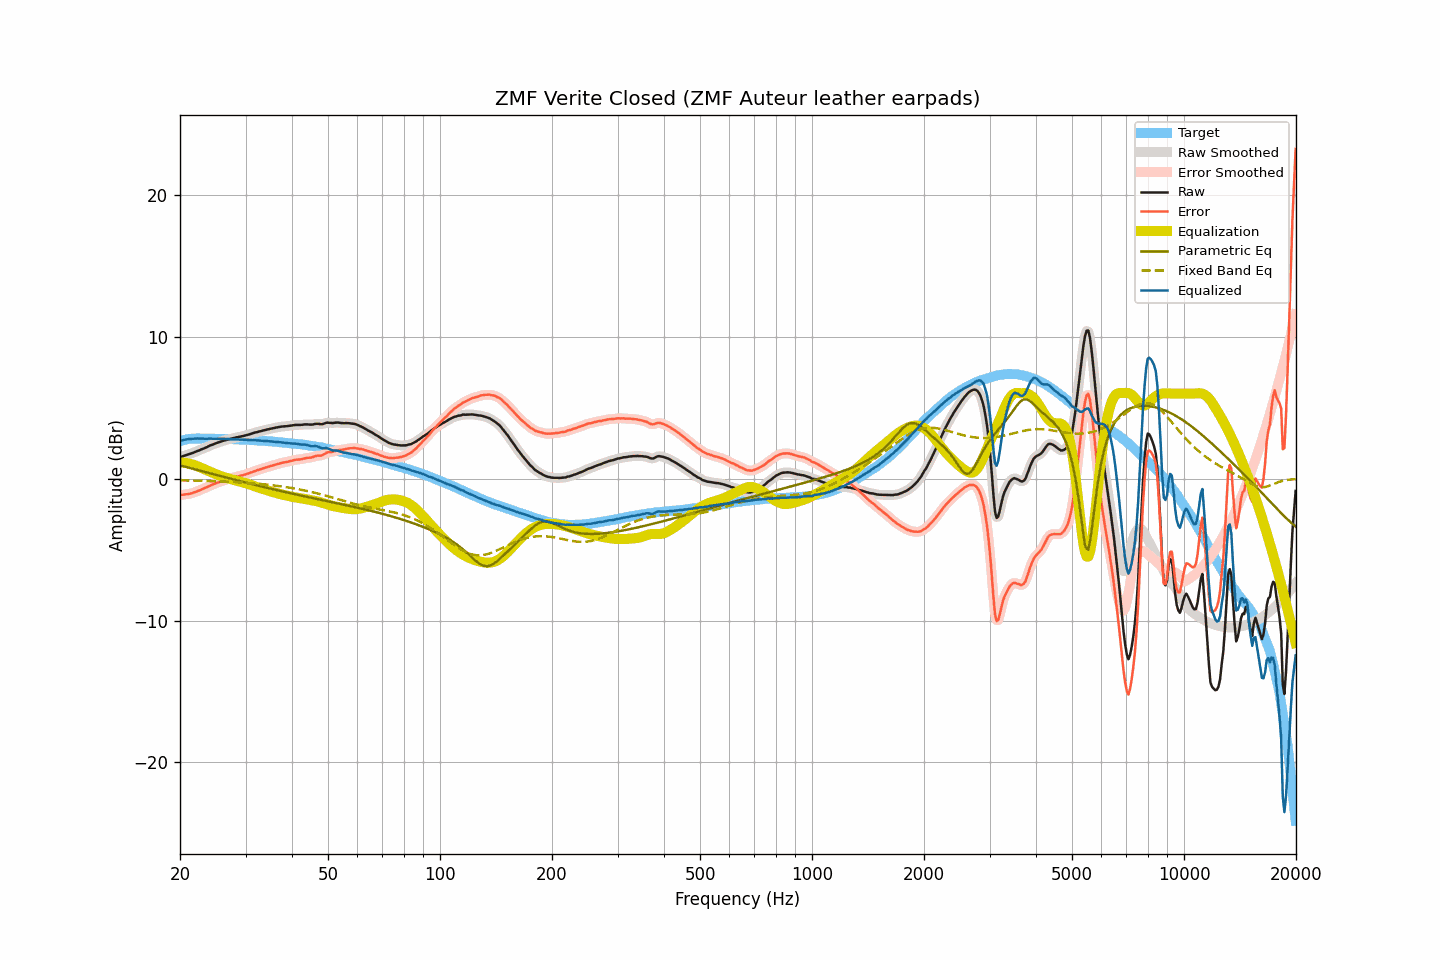 ZMF Verite Closed (ZMF Auteur leather earpads)
Target
Raw Smoothed
Error Smoothed
Raw
Error
Equalization
Parametric Eq
Fixed Band Eq
Equalized
Amplitude (dBr)
20
10
0
−10
−20
20 50 100 200 500 1000 2000 5000 10000 20000
Frequency (Hz)